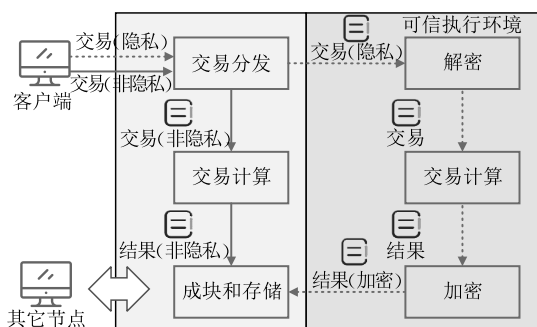 可信执行环境
交易(隐私)
交易(隐私)
交易分发
解密
交易(非隐私)
客户端
交易(非隐私)
交易
交易计算
交易计算
结果(非隐私)
结果
结果(加密)
成块和存储
加密
其它节点